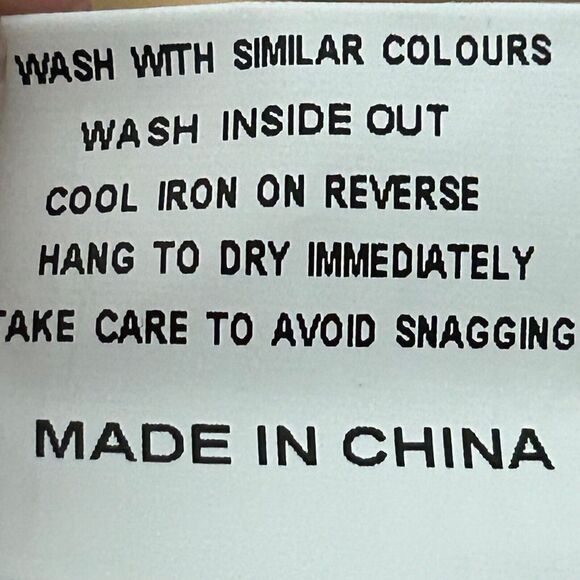 WASH WITH SIMILAR COLOURS
WASH INSIDE OUT
COOL IRON ON REVERSE
HANG TO DRY IMMEDIATELY
TAKE CARE TO AVOID SNAGGING
MADE IN CHINA